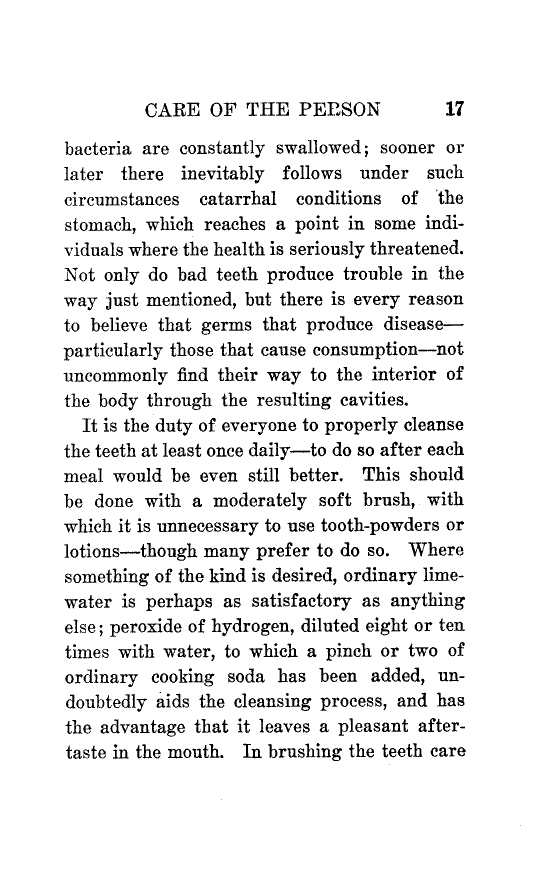 CARE OF THE PERSON 17
bacteria are constantly swallowed; sooner or
later there inevitably follows under such
circumstances catarrhal conditions of the
stomach, which reaches a point in some indi-
viduals where the health is seriously threatened.
Not only do bad teeth produce trouble in the
way just mentioned, but there is every reason
to believe that germs that produce disease—
particularly those that cause consumption—not
uncommonly find their way to the interior of
the body through the resulting cavities.
It is the duty of everyone to properly cleanse
the teeth at least once daily—to do so after each
meal would be even still better. This should
be done with a moderately soft brush, with
which it is unnecessary to use tooth-powders or
lotions—though many prefer to do so. Where
something of the kind is desired, ordinary lime-
water is perhaps as satisfactory as anything
else; peroxide of hydrogen, diluted eight or ten
times with water, to which a pinch or two of
ordinary cooking soda has been added, un-
doubtedly aids the cleansing process, and has
the advantage that it leaves a pleasant after-
taste in the mouth. In brushing the teeth care